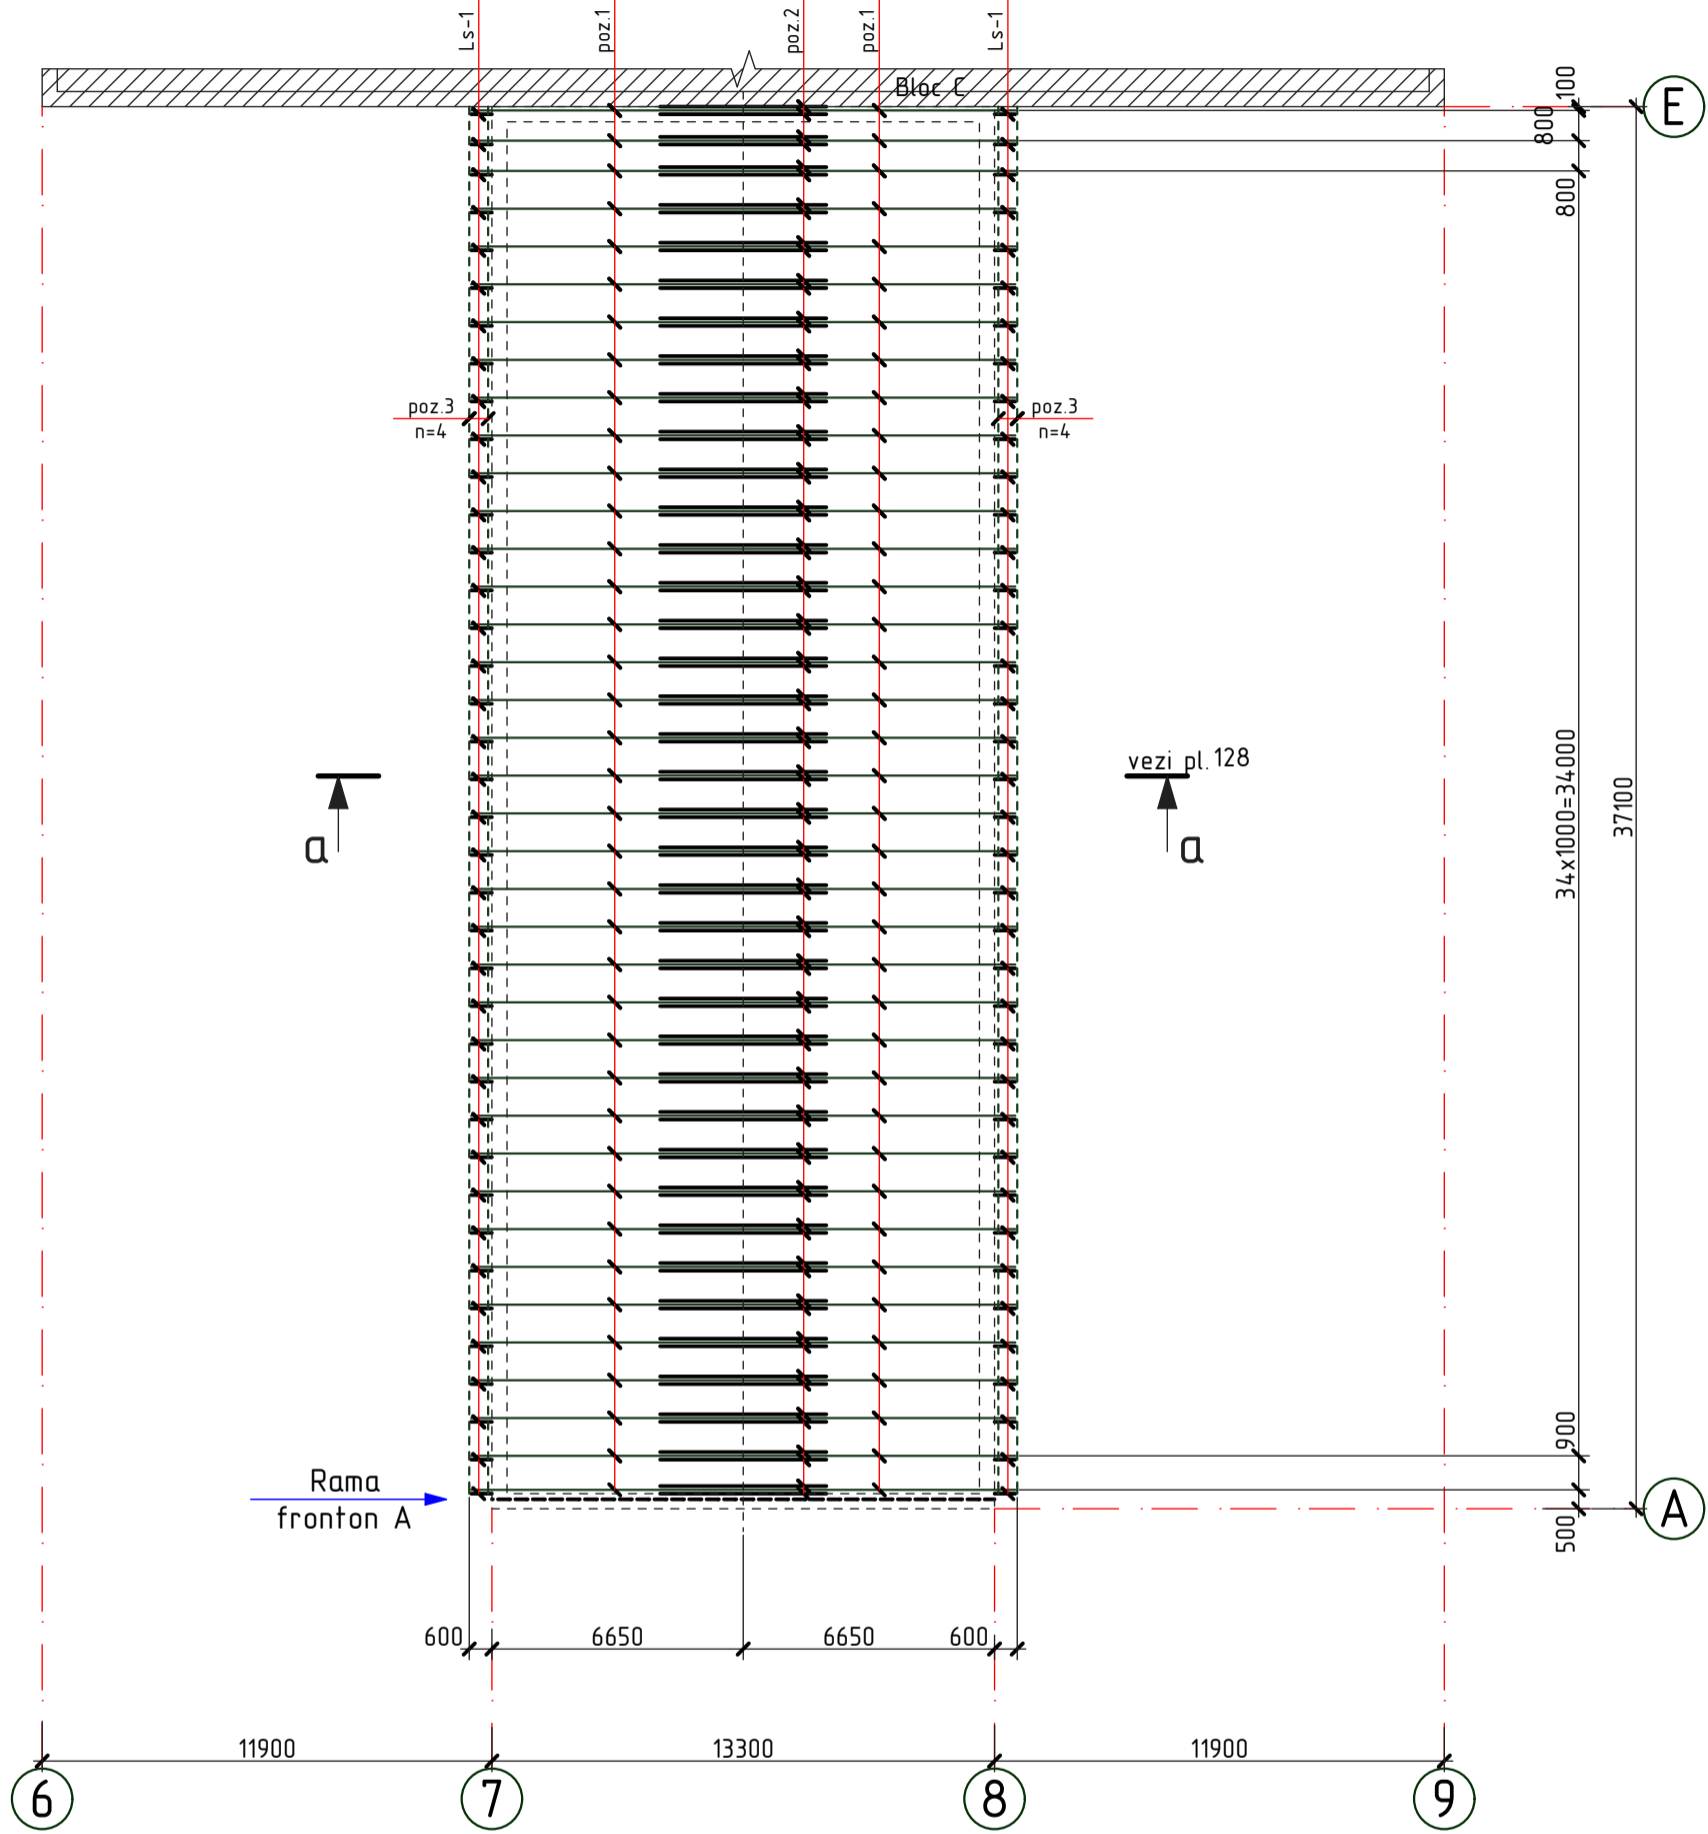 Ls-1
poz.1
poz.2
poz.1
Ls-1
Bloc C
100
E
800
800
poz.3
n=4
poz.3
n=4
vezi pl.128
a
a
34x1000=34000
37100
900
Rama
fronton A
A
500
600
6650
6650
600
11900
13300
11900
6
7
8
9